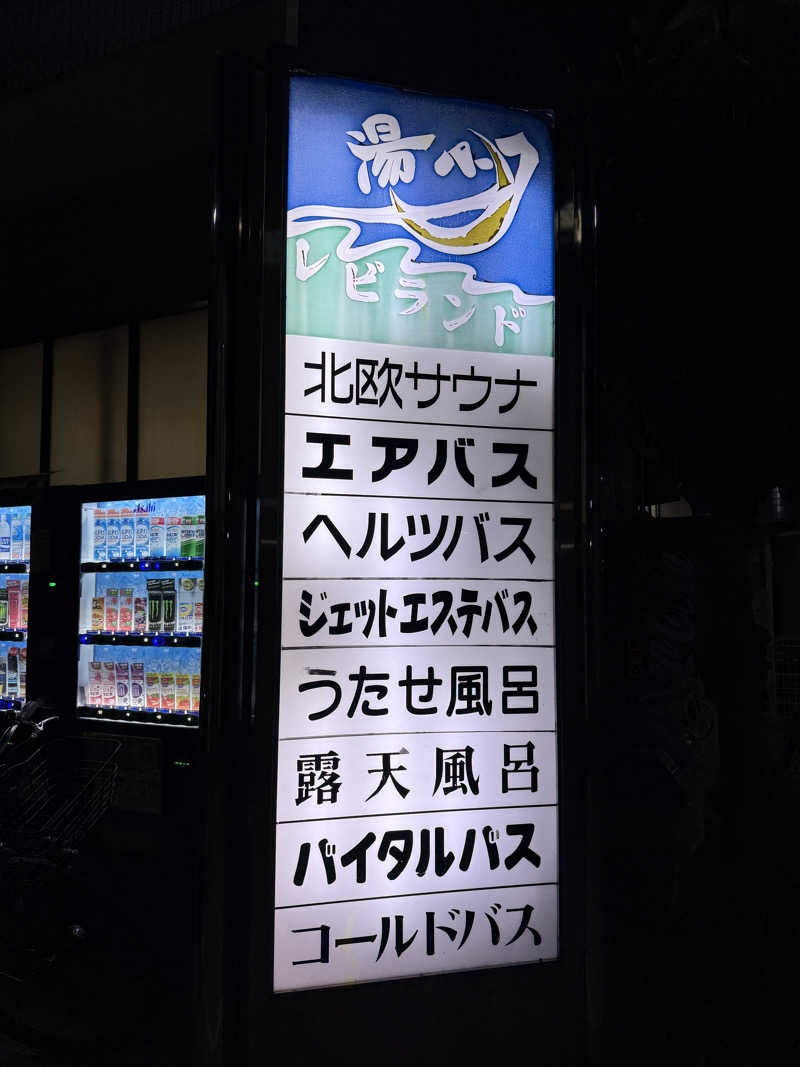 湯パーク
レビランド
北欧サウナ
エアバス
ヘルツバス
ジェットエステバス
うたせ風呂
露天風呂
バイタルバス
コールドバス
Asahi